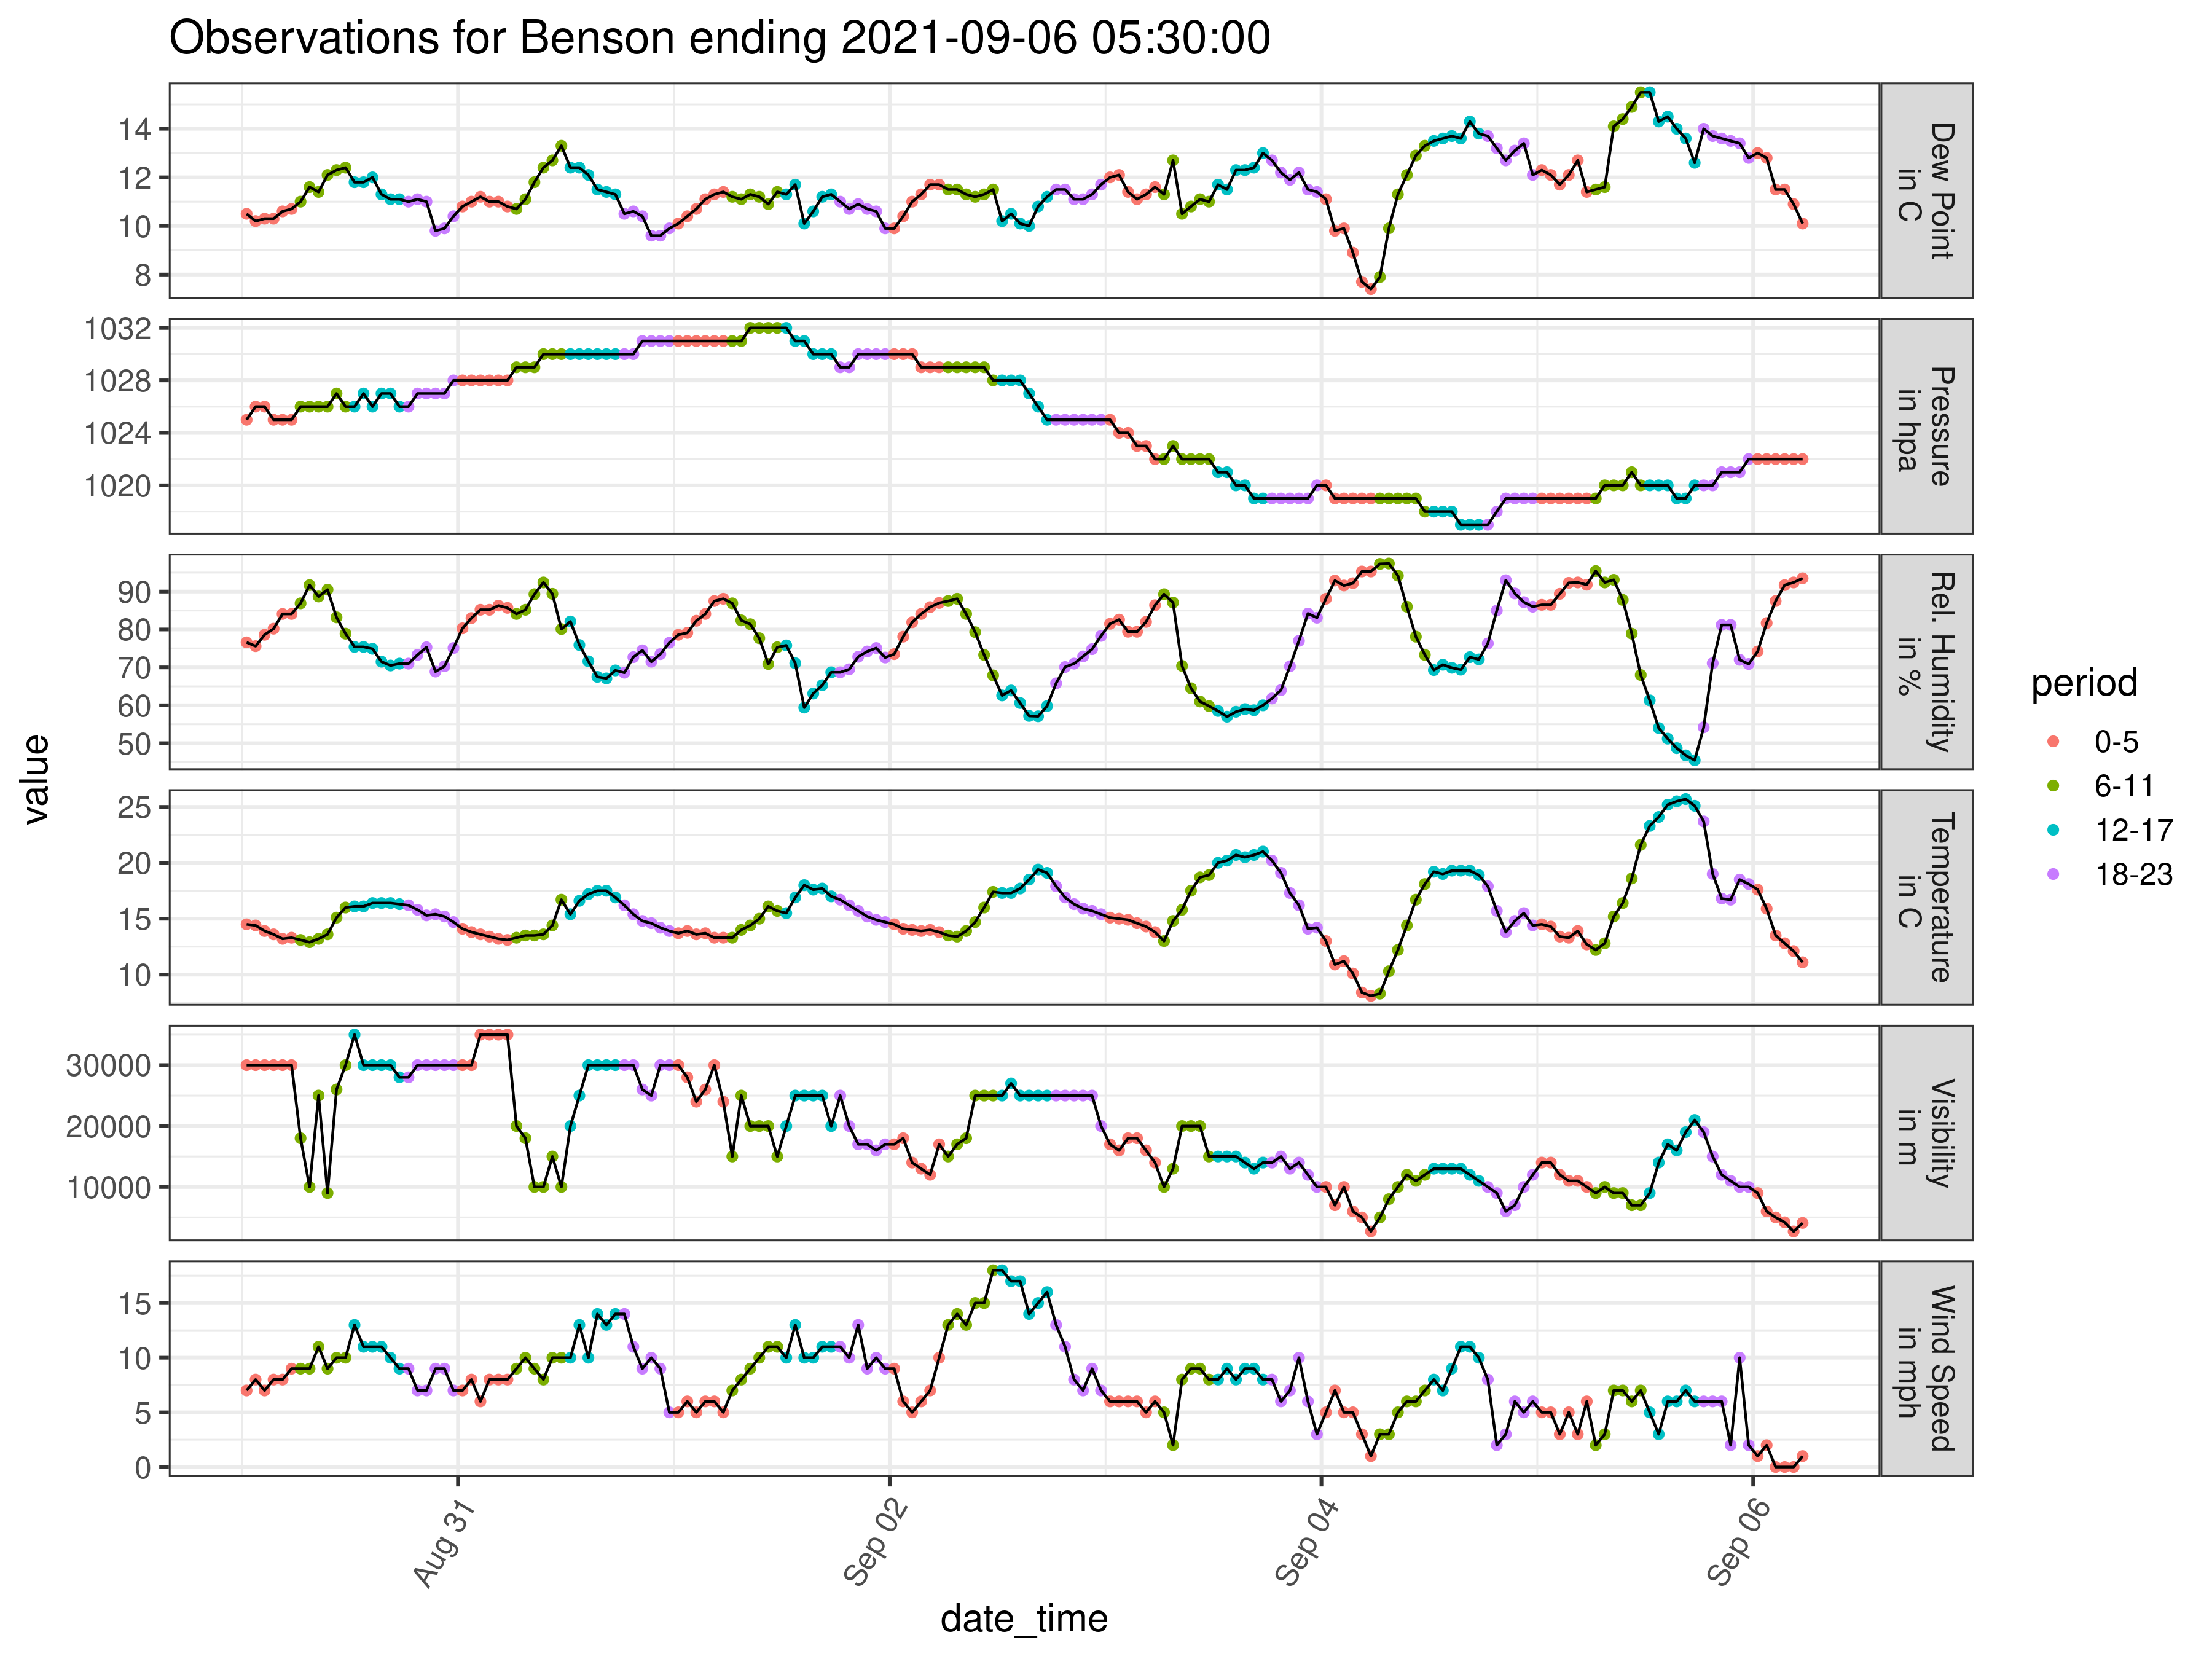 Observations for Benson ending 2021-09-06 05:30:00
value
14
12
10
8
Dew Point
in C
1032
1028
1024
1020
Pressure
in hpa
90
80
70
60
50
Rel. Humidity
in %
25
20
15
10
Temperature
in C
30000
20000
10000
Visibility
in m
15
10
5
0
Wind Speed
in mph
Aug 31
Sep 02
Sep 04
Sep 06
date_time
period
0-5
6-11
12-17
18-23